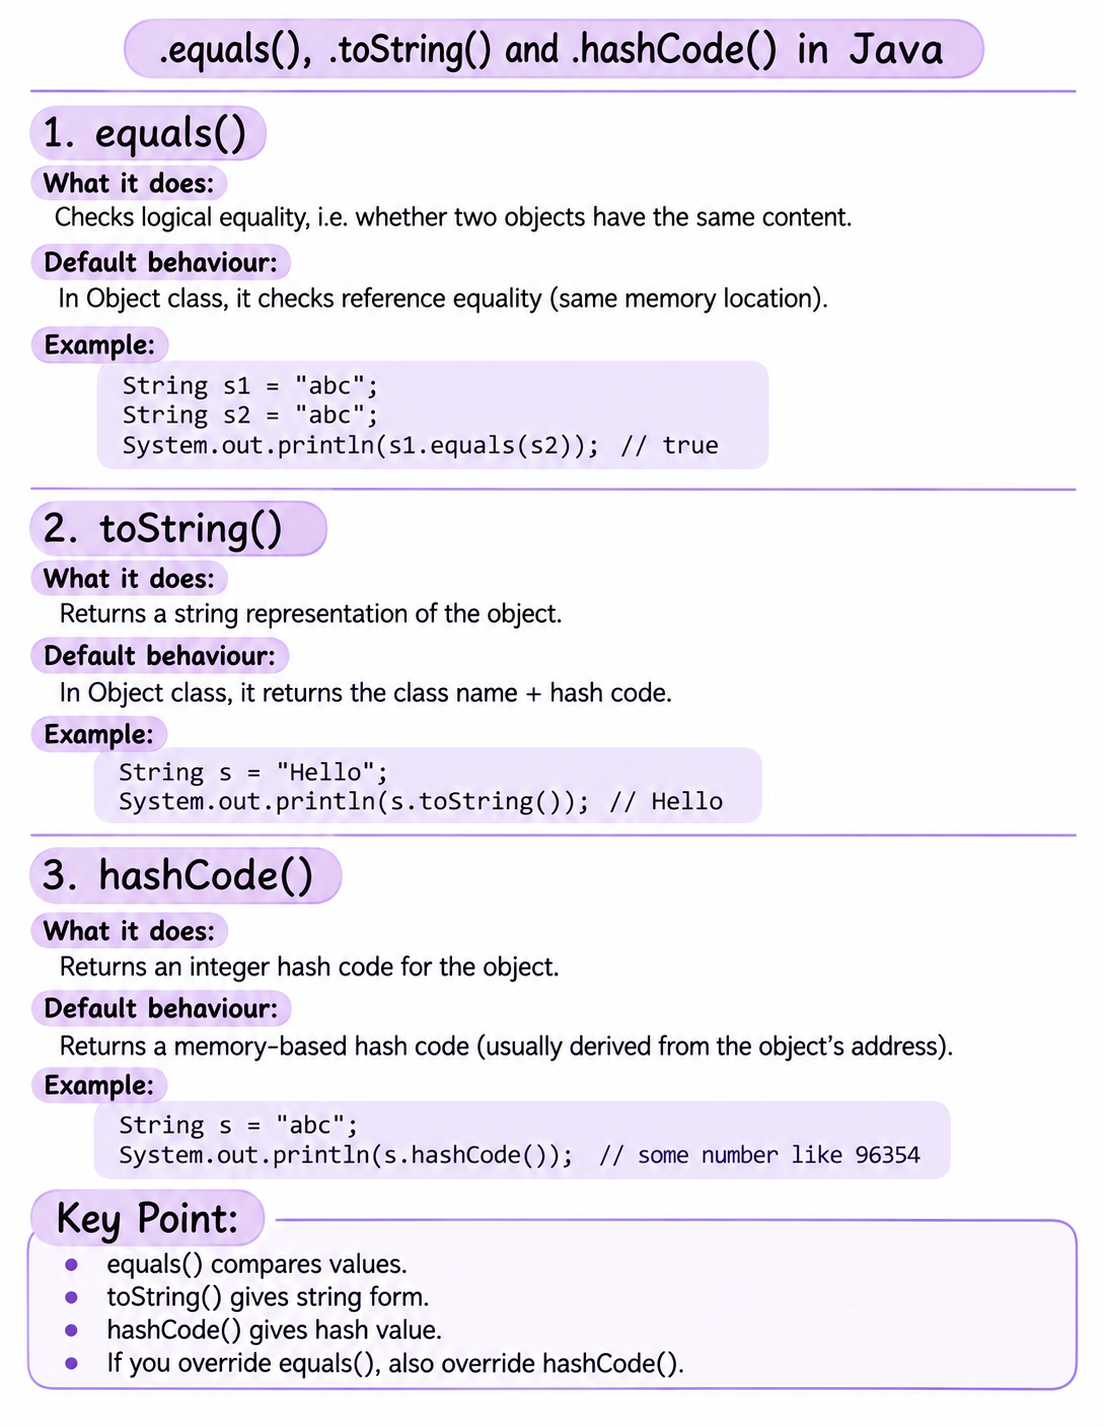 .equals(), .toString() and .hashCode() in Java
1. equals()
What it does:
Checks logical equality, i.e. whether two objects have the same content.
Default behaviour:
In Object class, it checks reference equality (same memory location).
Example:
String s1 = "abc";
String s2 = "abc";
System.out.println(s1.equals(s2)); // true
2. toString()
What it does:
Returns a string representation of the object.
Default behaviour:
In Object class, it returns the class name + hash code.
Example:
String s = "Hello";
System.out.println(s.toString()); // Hello
3. hashCode()
What it does:
Returns an integer hash code for the object.
Default behaviour:
Returns a memory-based hash code (usually derived from the object's address).
Example:
String s = "abc";
System.out.println(s.hashCode()); // some number like 96354
Key Point:
• equals() compares values.
• toString() gives string form.
• hashCode() gives hash value.
• If you override equals(), also override hashCode().